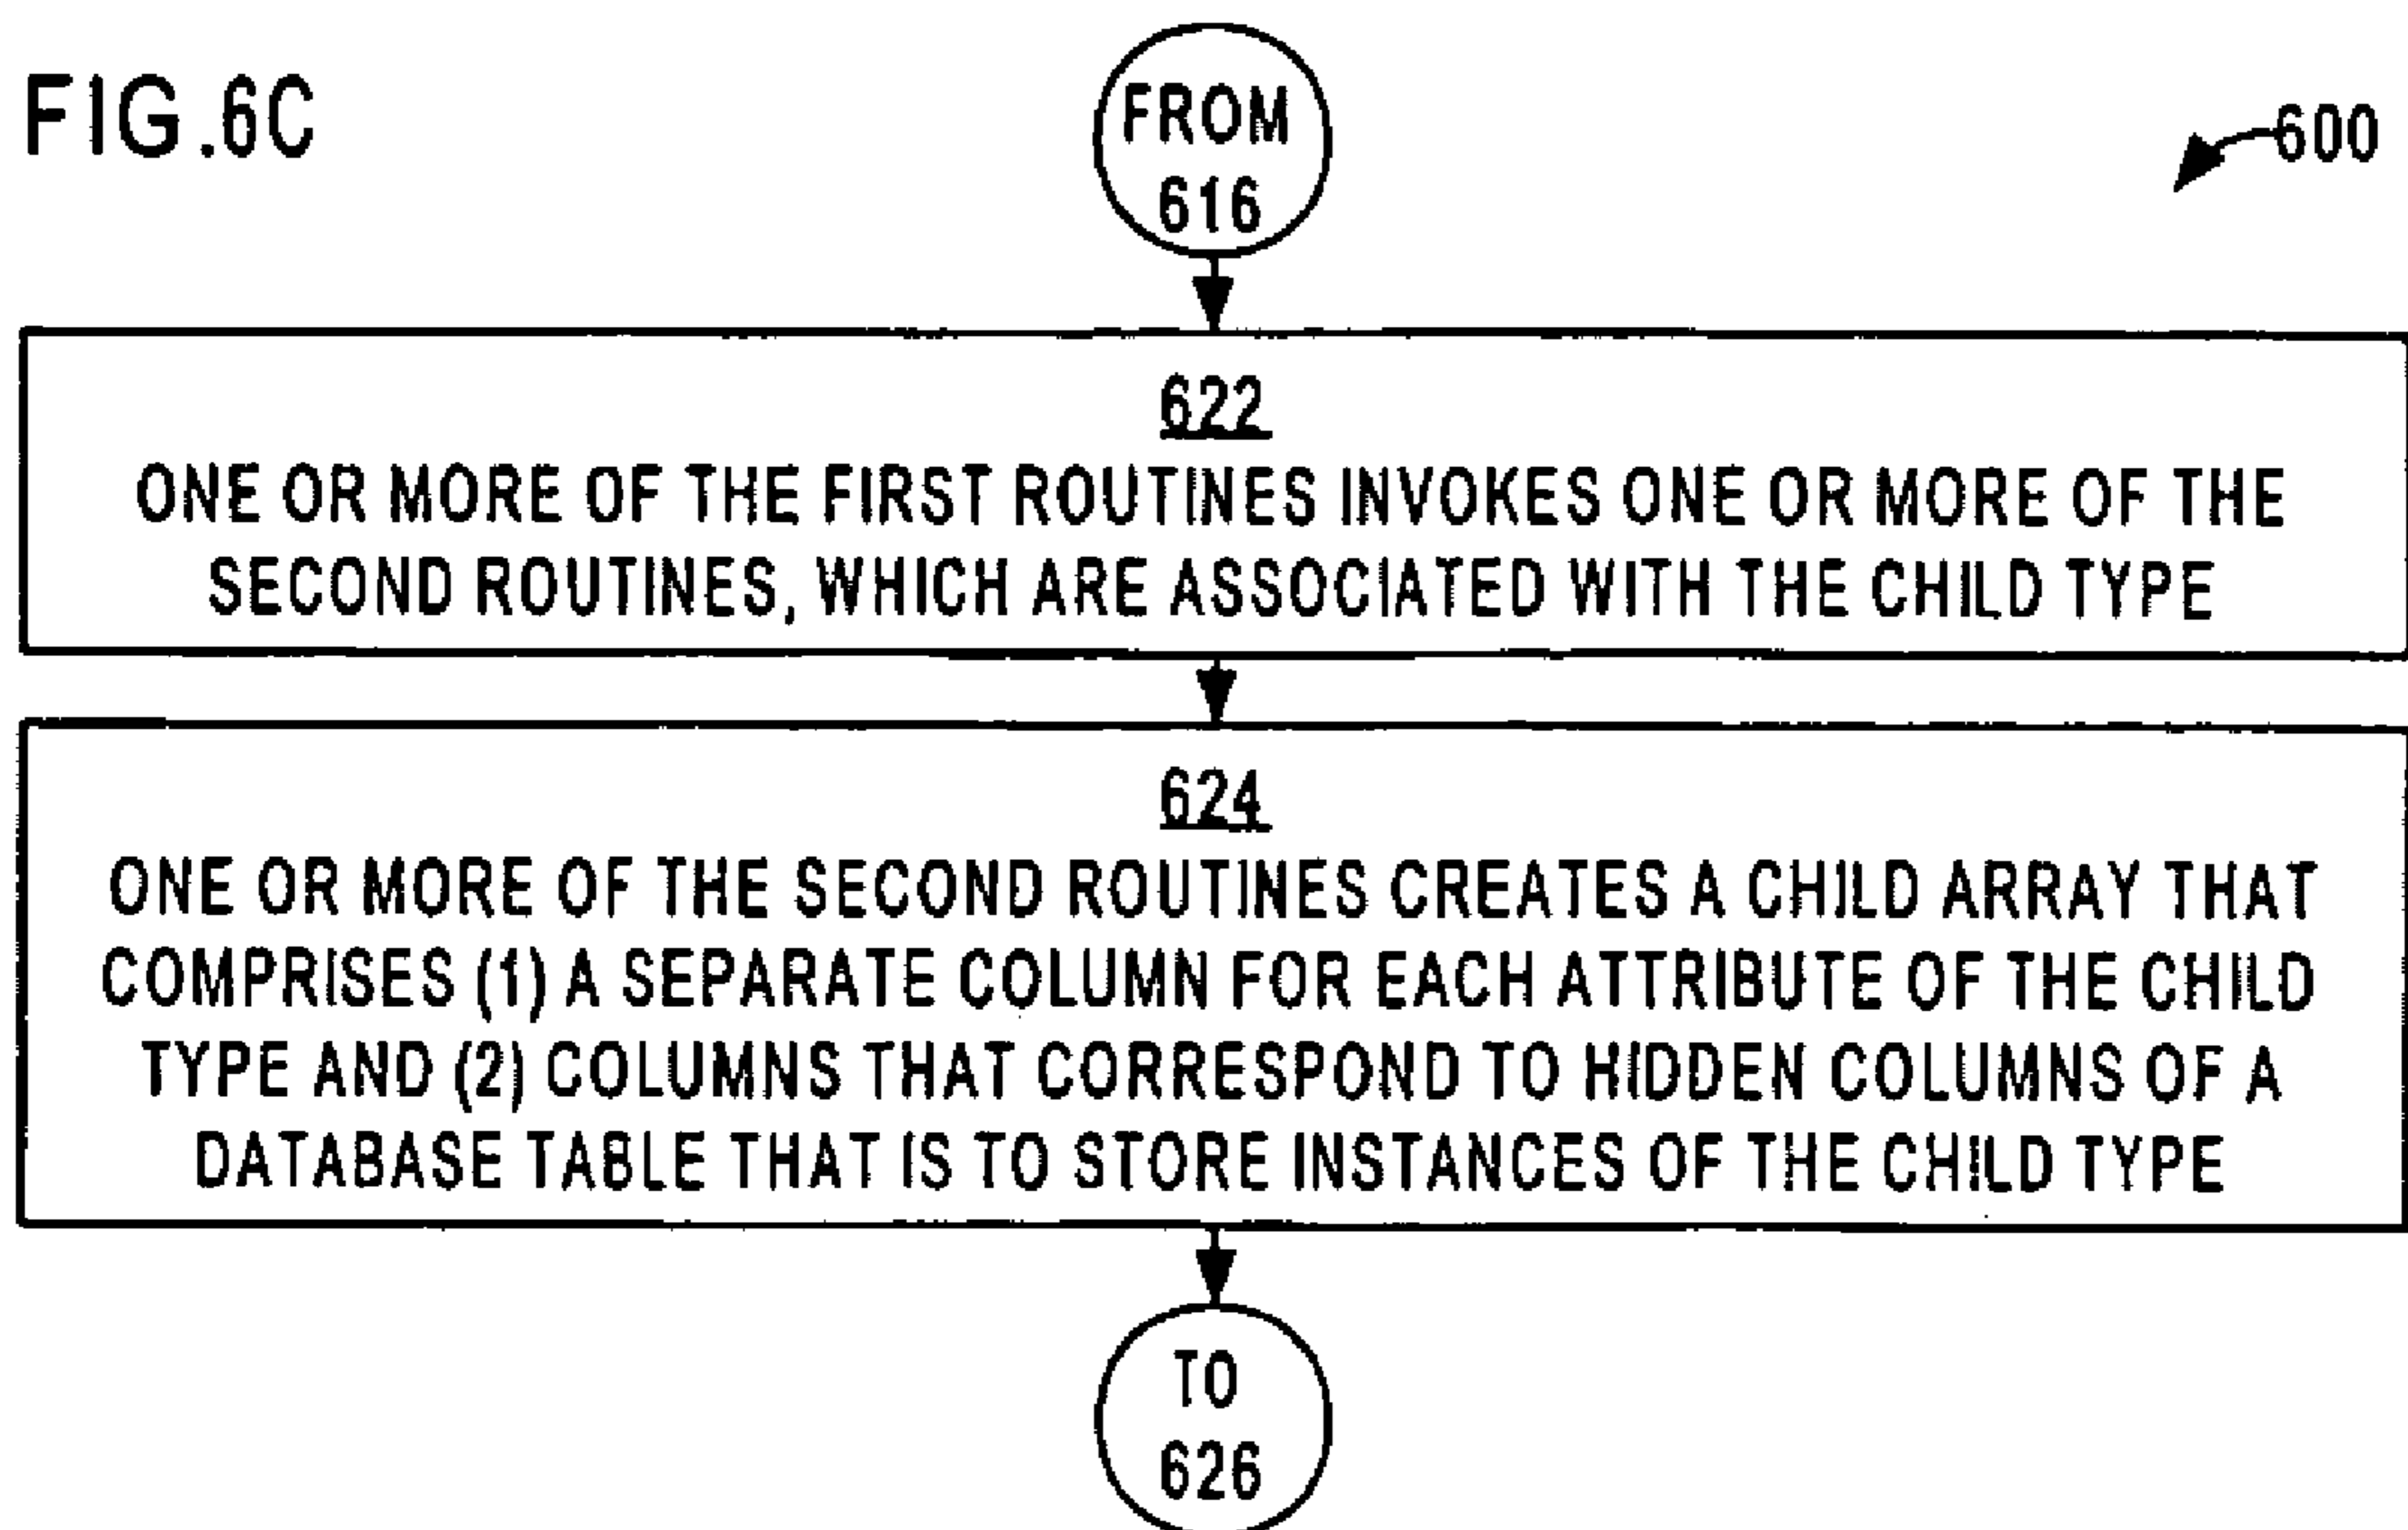 FIG.6C
FROM
616
600
622
ONE OR MORE OF THE FIRST ROUTINES INVOKES ONE OR MORE OF THE
SECOND ROUTINES, WHICH ARE ASSOCIATED WITH THE CHILD TYPE
624
ONE OR MORE OF THE SECOND ROUTINES CREATES A CHILD ARRAY THAT
COMPRISES (1) A SEPARATE COLUMN FOR EACH ATTRIBUTE OF THE CHILD
TYPE AND (2) COLUMNS THAT CORRESPOND TO HIDDEN COLUMNS OF A
DATABASE TABLE THAT IS TO STORE INSTANCES OF THE CHILD TYPE
TO
626